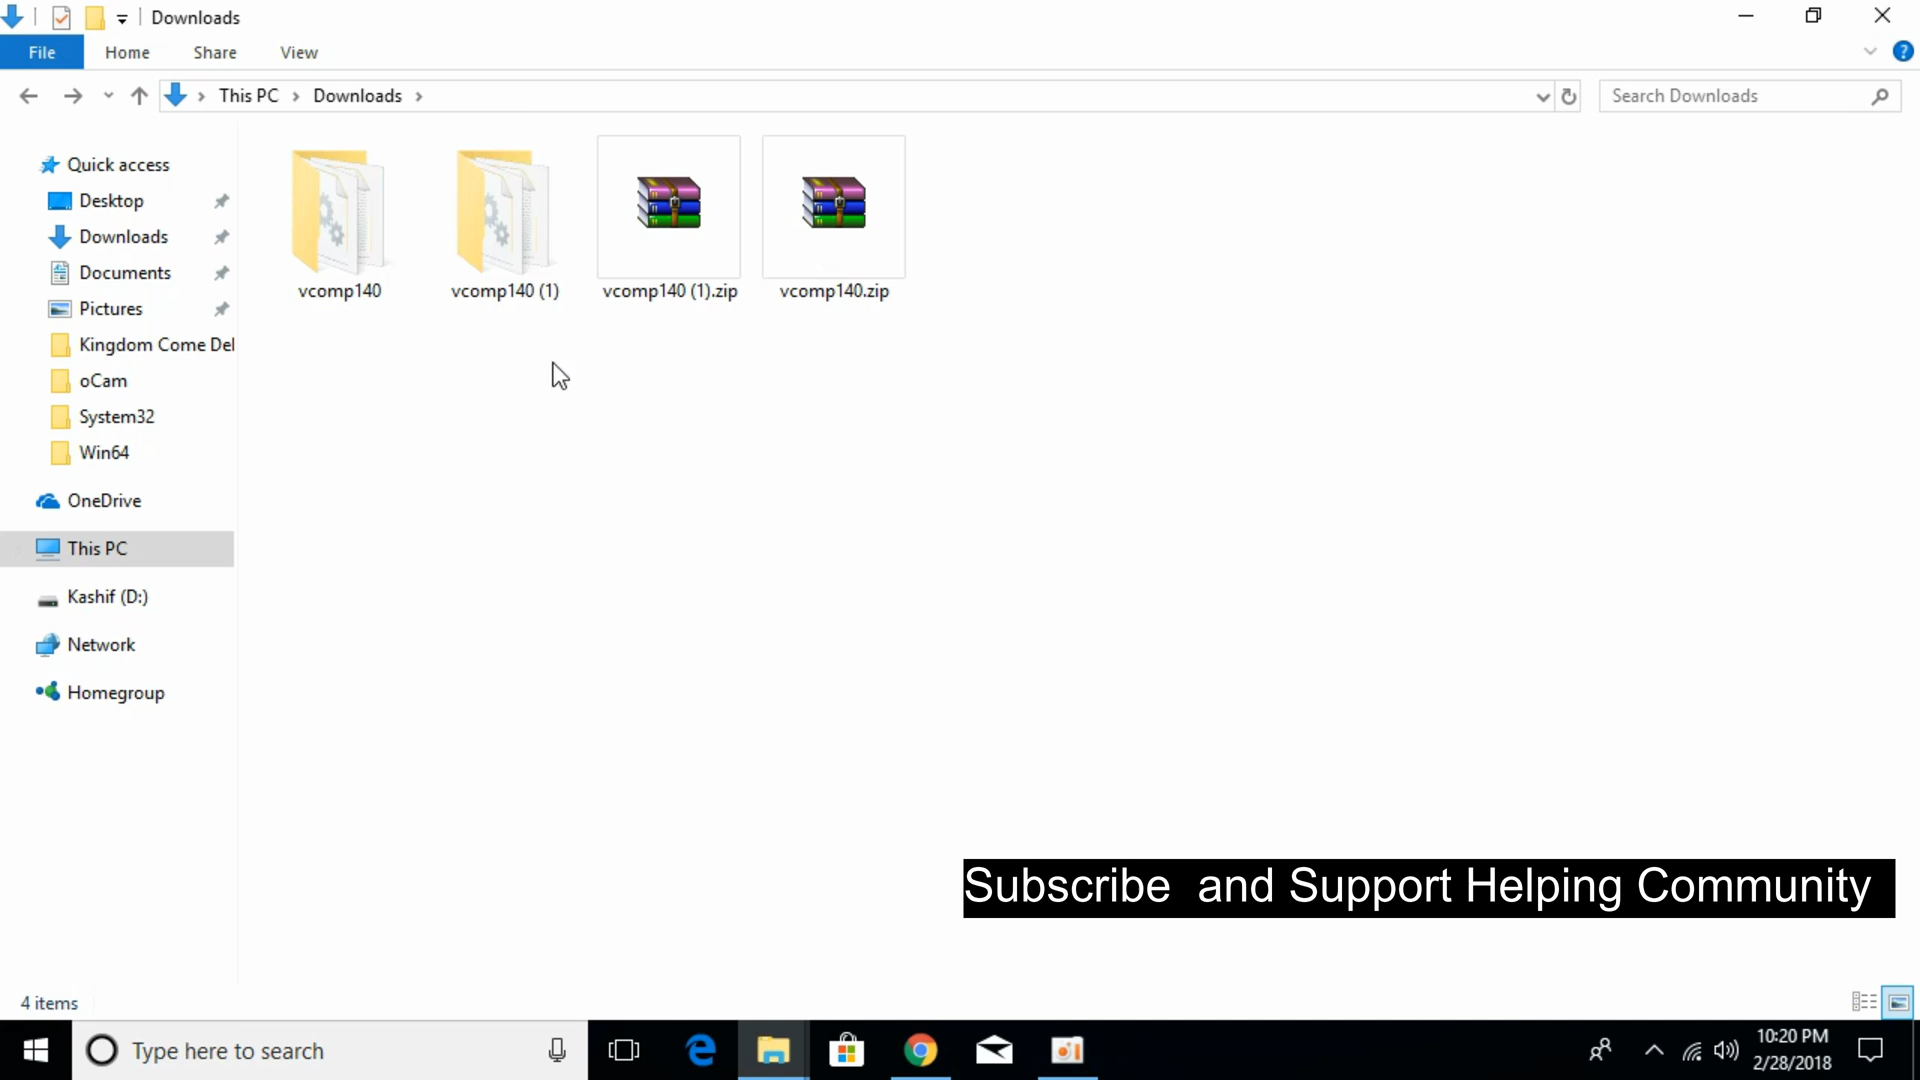 Downloads
File Home Share View
This PC Downloads
Search Downloads
Quick access
Desktop
Downloads
Documents
Pictures
Kingdom Come Del
oCam
System32
Win64
OneDrive
This PC
Kashif (D:)
Network
Homegroup
vcomp140
vcomp140 (1)
vcomp140 (1).zip
vcomp140.zip
Subscribe and Support Helping Community
4 items
Type here to search
10:20 PM
2/28/2018